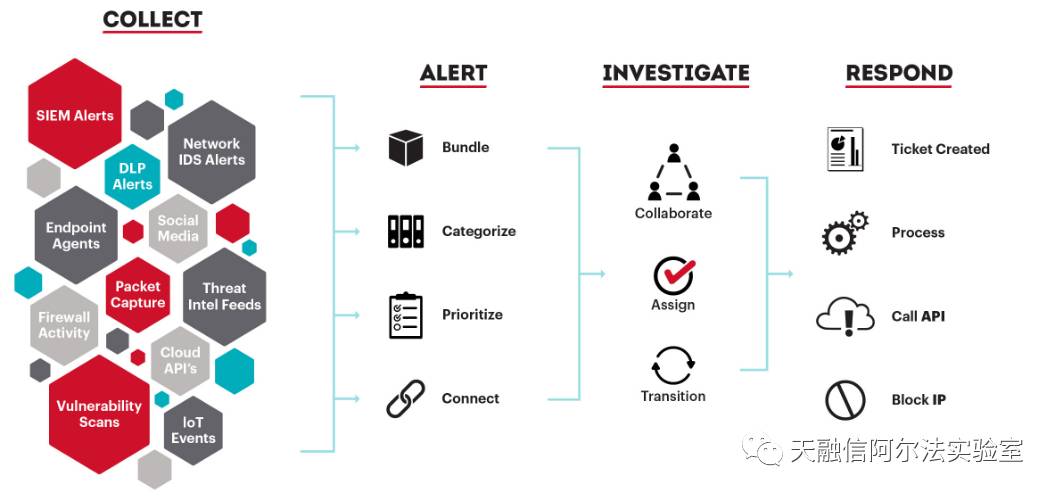 COLLECT
SIEM Alerts
Network
IDS Alerts
DLP
Alerts
Endpoint
Agents
Social
Media
Packet
Capture
Threat
Intel Feeds
Firewall
Activity
Cloud
API's
Vulnerability
Scans
IoT
Events
ALERT
Bundle
Categorize
Prioritize
Connect
INVESTIGATE
Collaborate
Assign
Transition
RESPOND
Ticket Created
Process
Call API
Block IP
天融信阿尔法实验室